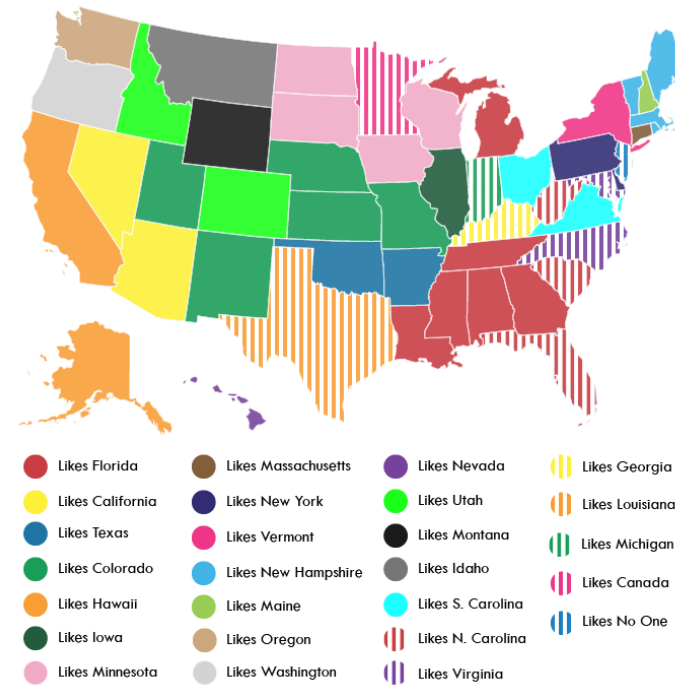 Likes Florida
Likes California
Likes Texas
Likes Colorado
Likes Hawaii
Likes Iowa
Likes Minnesota
Likes Massachusetts
Likes New York
Likes Vermont
Likes New Hampshire
Likes Maine
Likes Oregon
Likes Washington
Likes Nevada
Likes Utah
Likes Montana
Likes Idaho
Likes S. Carolina
Likes N. Carolina
Likes Virginia
Likes Georgia
Likes Louisiana
Likes Michigan
Likes Canada
Likes No One